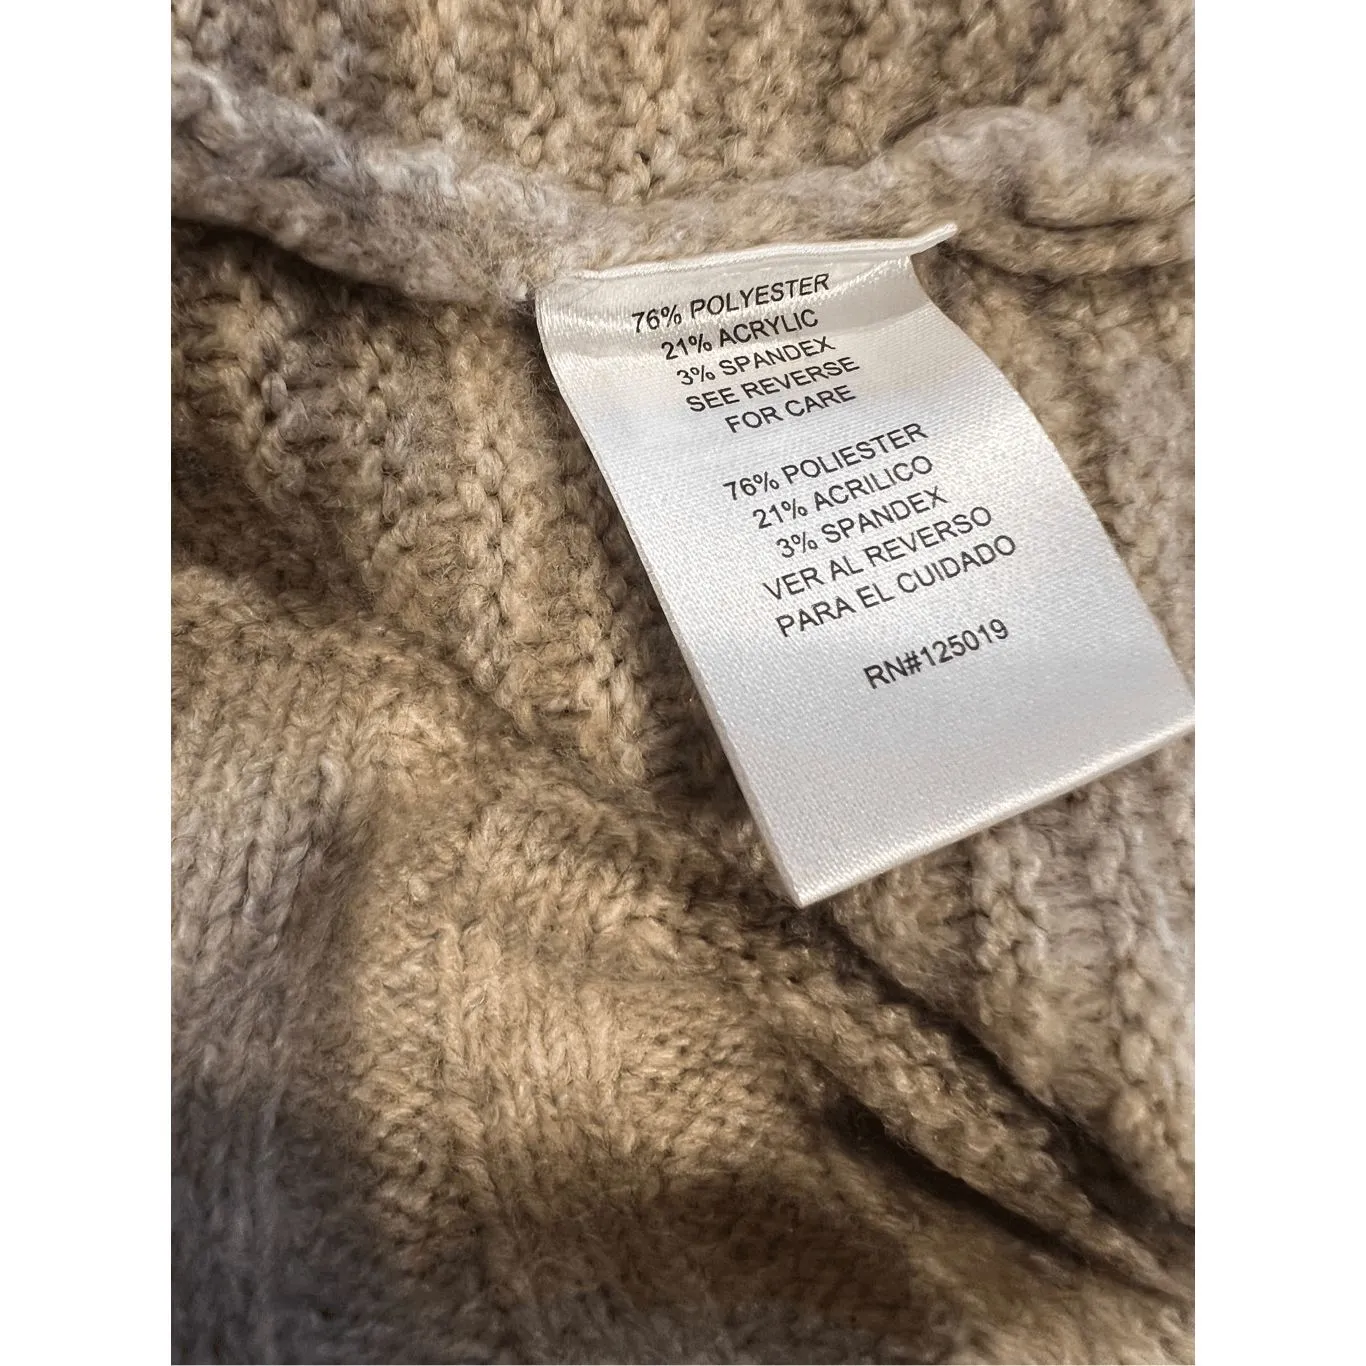 76% POLYESTER
21% ACRYLIC
3% SPANDEX
SEE REVERSE
FOR CARE
76% POLIESTER
21% ACRILICO
3% SPANDEX
VER AL REVERSO
PARA EL CUIDADO
RN#125019